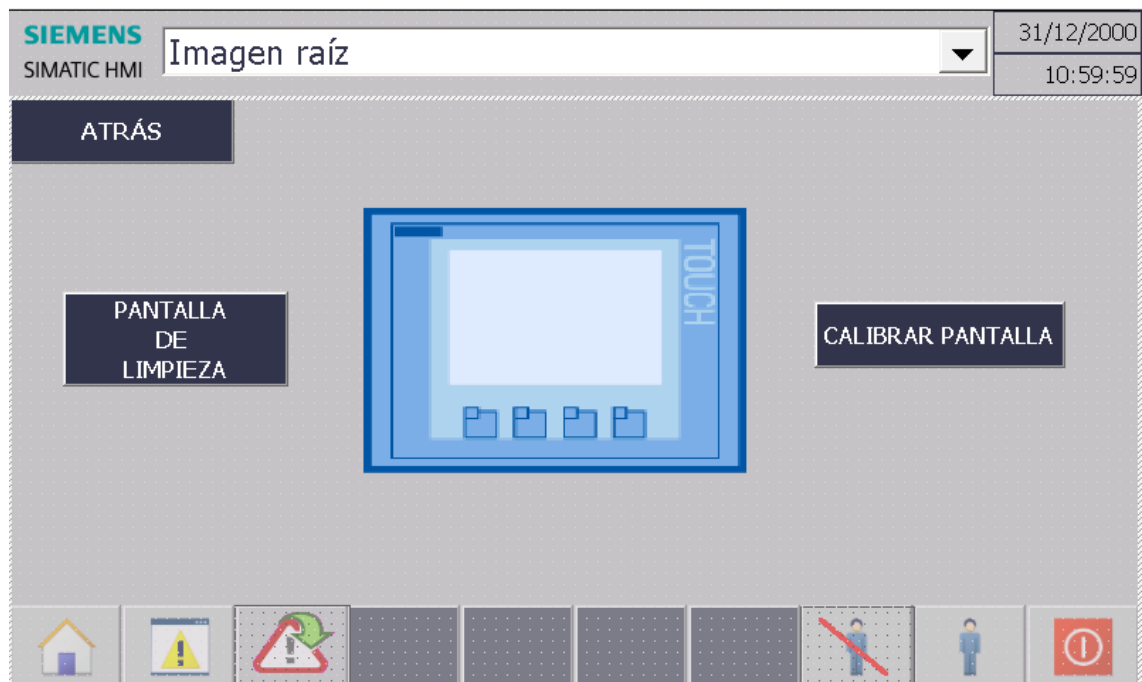 SIEMENS
SIMATIC HMI
Imagen raíz
31/12/2000
10:59:59
ATRÁS
TOUCH
PANTALLA
DE
LIMPIEZA
CALIBRAR PANTALLA